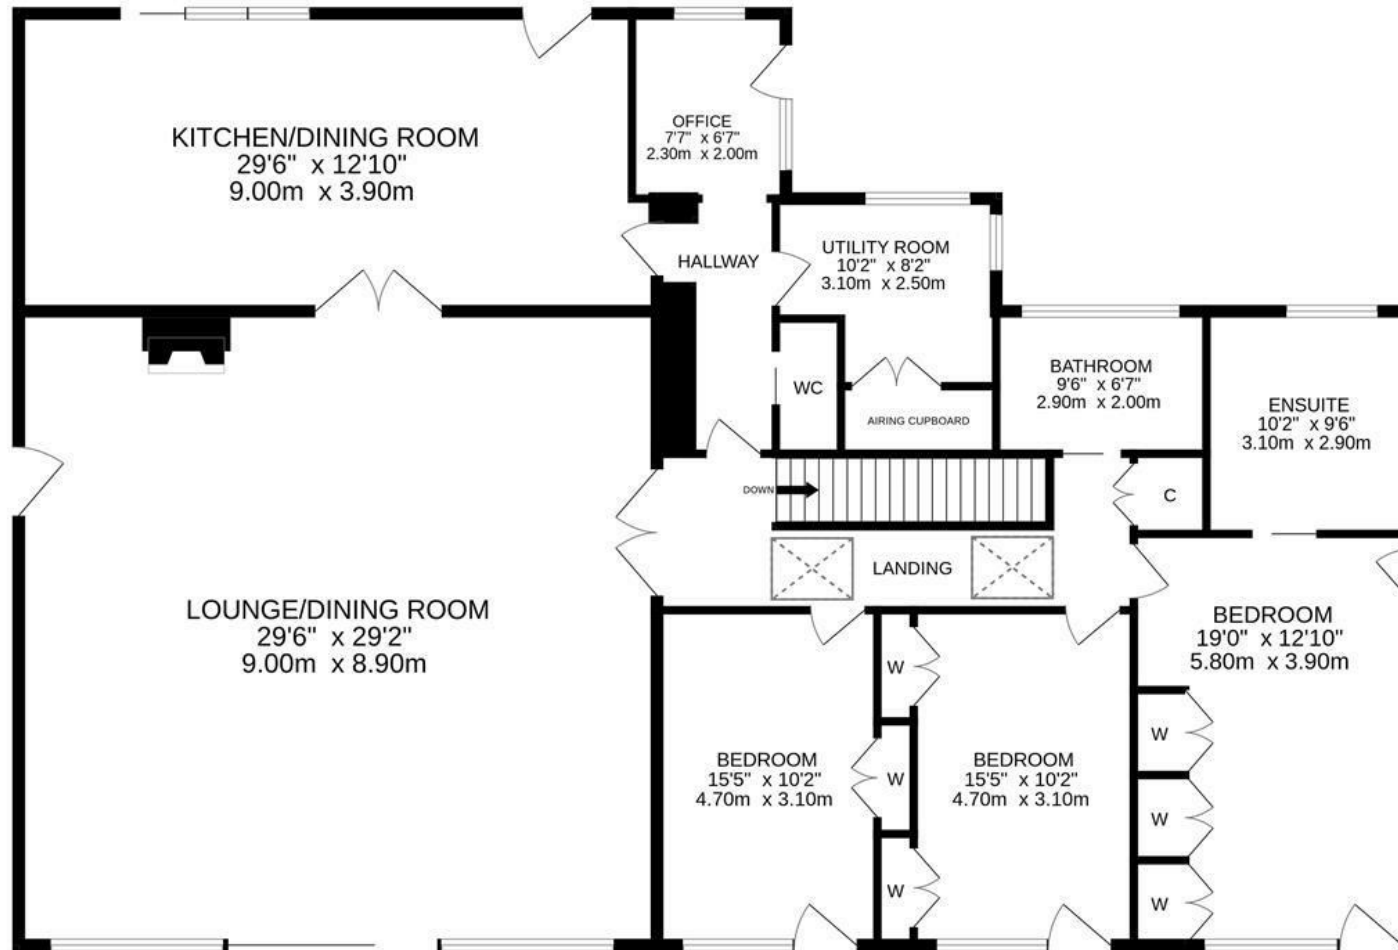 KITCHEN/DINING ROOM
29'6" x 12'10"
9.00m x 3.90m
OFFICE
7'7" x 6'7"
2.30m x 2.00m
HALLWAY
UTILITY ROOM
10'2" x 8'2"
3.10m x 2.50m
WC
AIRING CUPBOARD
BATHROOM
9'6" x 6'7"
2.90m x 2.00m
ENSUITE
10'2" x 9'6"
3.10m x 2.90m
DOWN
C
LANDING
LOUNGE/DINING ROOM
29'6" x 29'2"
9.00m x 8.90m
BEDROOM
15'5" x 10'2"
4.70m x 3.10m
W
W
W
BEDROOM
15'5" x 10'2"
4.70m x 3.10m
BEDROOM
19'0" x 12'10"
5.80m x 3.90m
W
W
W